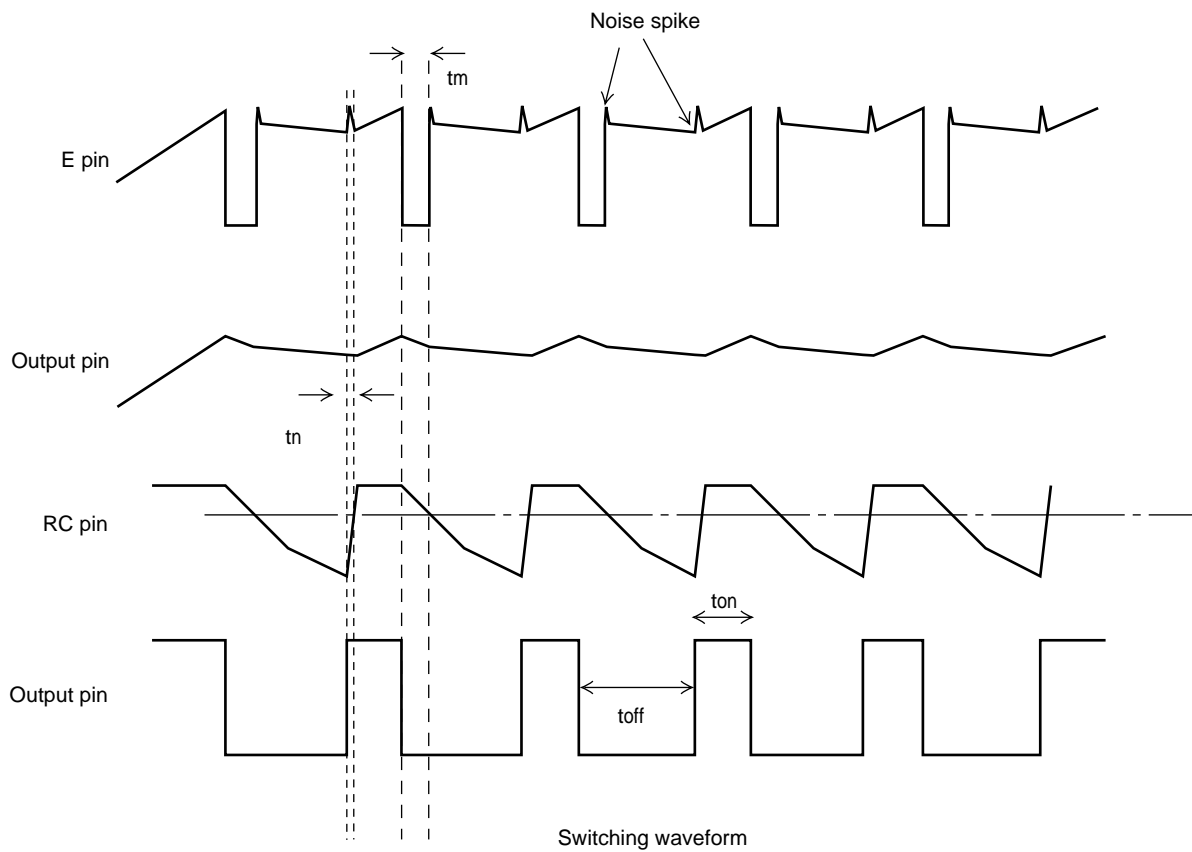 Noise spike
tm
E pin
Output pin
tn
RC pin
ton
Output pin
toff
Switching waveform